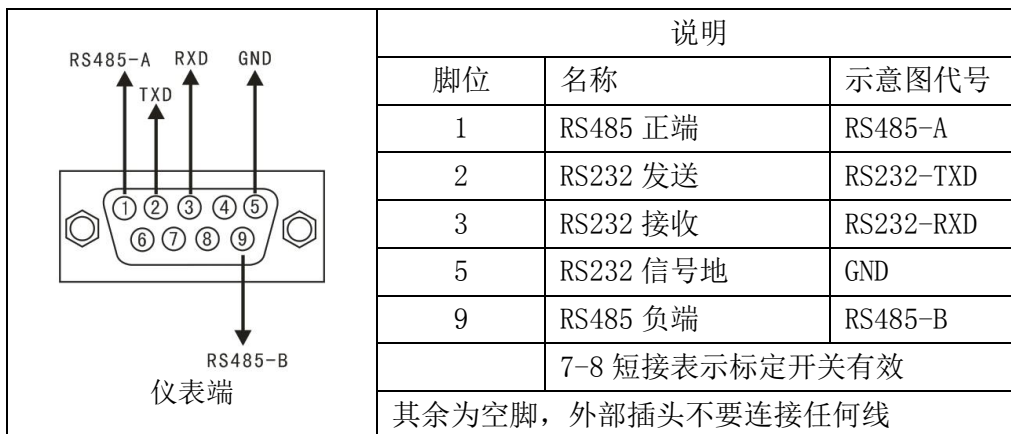 RS485-A RXD GND
TXD
① ② ③ ④ ⑤
⑥ ⑦ ⑧ ⑨
RS485-B
仪表端
说明
脚位 名称 示意图代号
1 RS485 正端 RS485-A
2 RS232 发送 RS232-TXD
3 RS232 接收 RS232-RXD
5 RS232 信号地 GND
9 RS485 负端 RS485-B
7-8 短接表示标定开关有效
其余为空脚，外部插头不要连接任何线